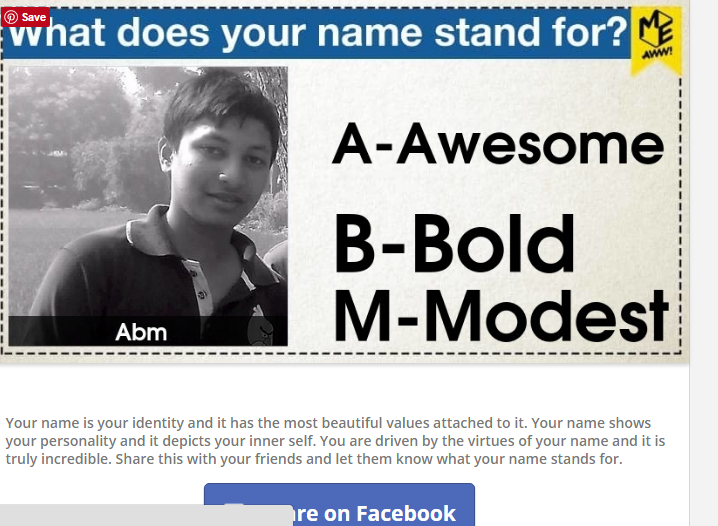 Save
What does your name stand for?
ME
AWW!
A-Awesome
B-Bold
M-Modest
Abm
Your name is your identity and it has the most beautiful values attached to it. Your name shows
your personality and it depicts your inner self. You are driven by the virtues of your name and it is
truly incredible. Share this with your friends and let them know what your name stands for.
re on Facebook